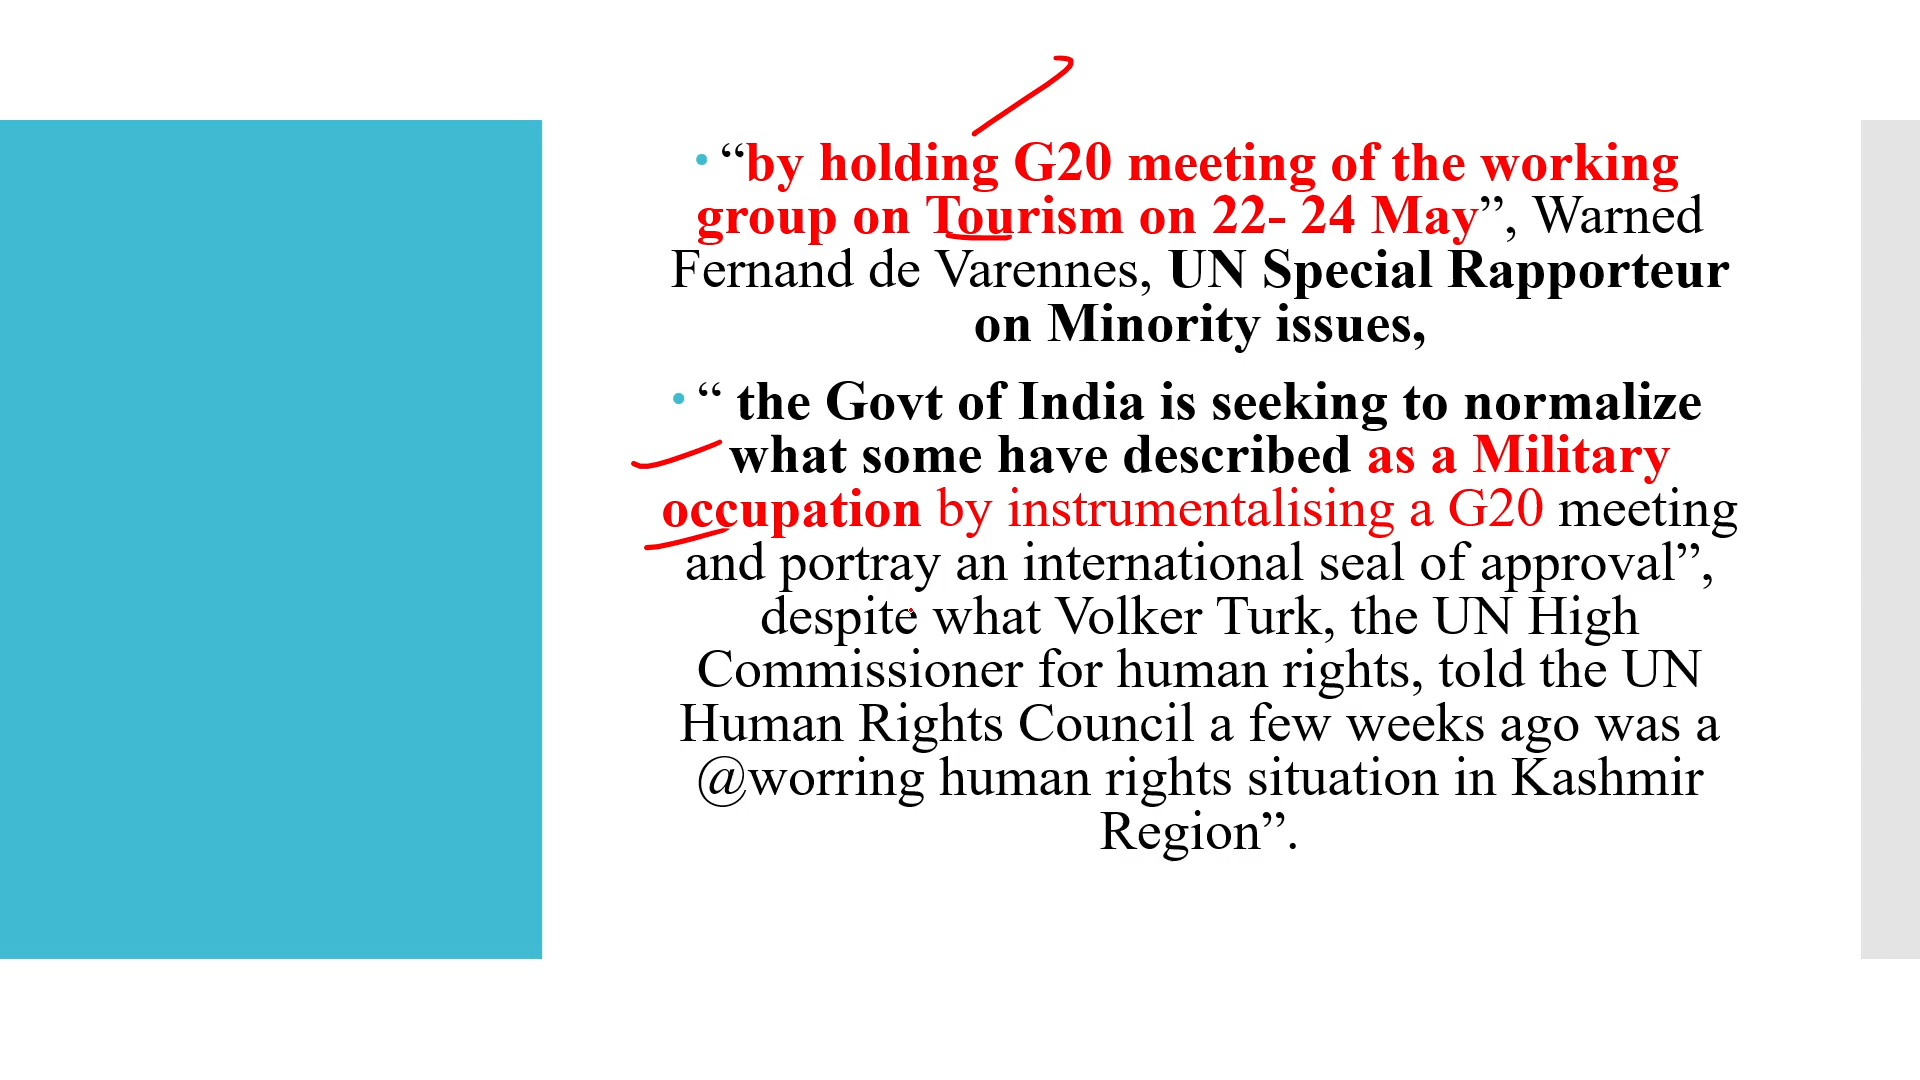 • “by holding G20 meeting of the working
group on Tourism on 22- 24 May”, Warned
Fernand de Varennes, UN Special Rapporteur
on Minority issues,
• “ the Govt of India is seeking to normalize
what some have described as a Military
occupation by instrumentalising a G20 meeting
and portray an international seal of approval”,
despite what Volker Turk, the UN High
Commissioner for human rights, told the UN
Human Rights Council a few weeks ago was a
@worring human rights situation in Kashmir
Region”.